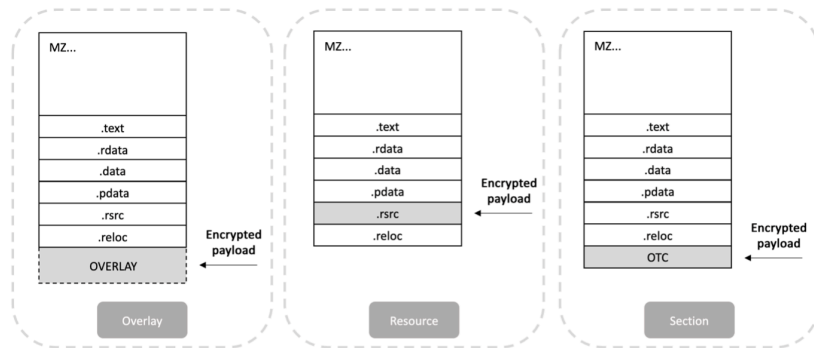 MZ...
.text
.rdata
.data
.pdata
.rsrc
.reloc
OVERLAY
Encrypted
payload
Overlay
MZ...
.text
.rdata
.data
.pdata
.rsrc
.reloc
Encrypted
payload
Resource
MZ...
.text
.rdata
.data
.pdata
.rsrc
.reloc
OTC
Encrypted
payload
Section